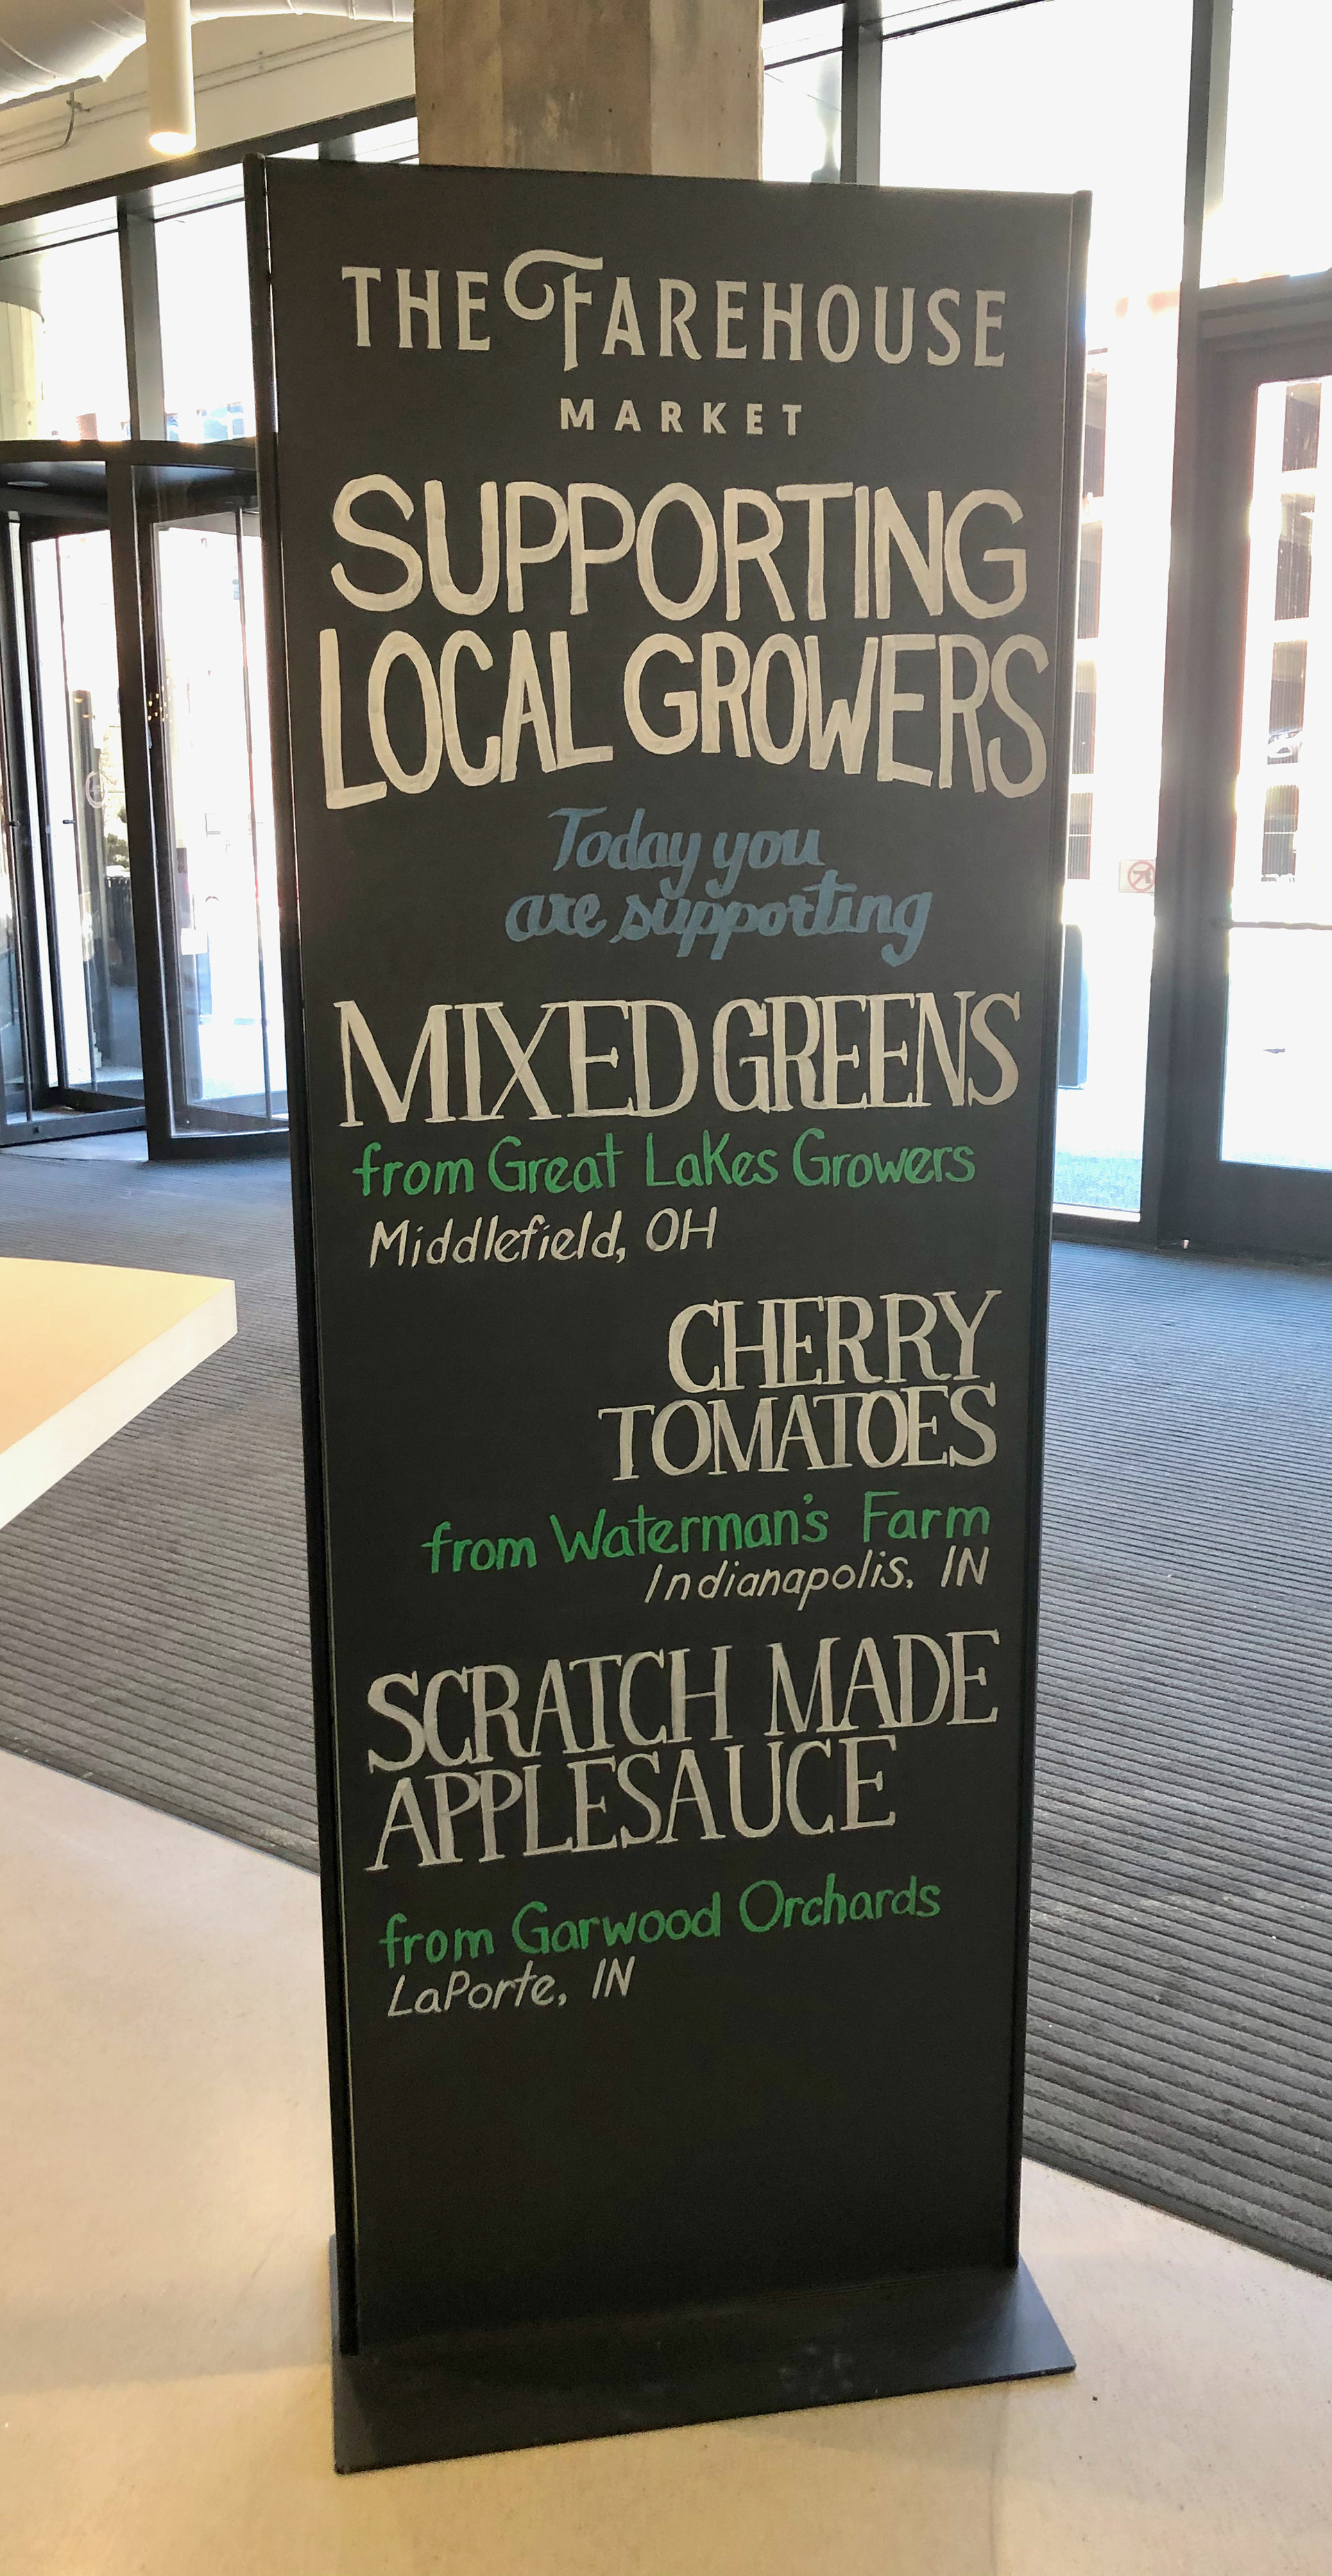 THE FAREHOUSE
MARKET
SUPPORTING
LOCAL GROWERS
Today you
are supporting
MIXED GREENS
from Great Lakes Growers
Middlefield, OH
CHERRY
TOMATOES
from Waterman's Farm
Indianapolis, IN
SCRATCH MADE
APPLESAUCE
from Garwood Orchards
LaPorte, IN